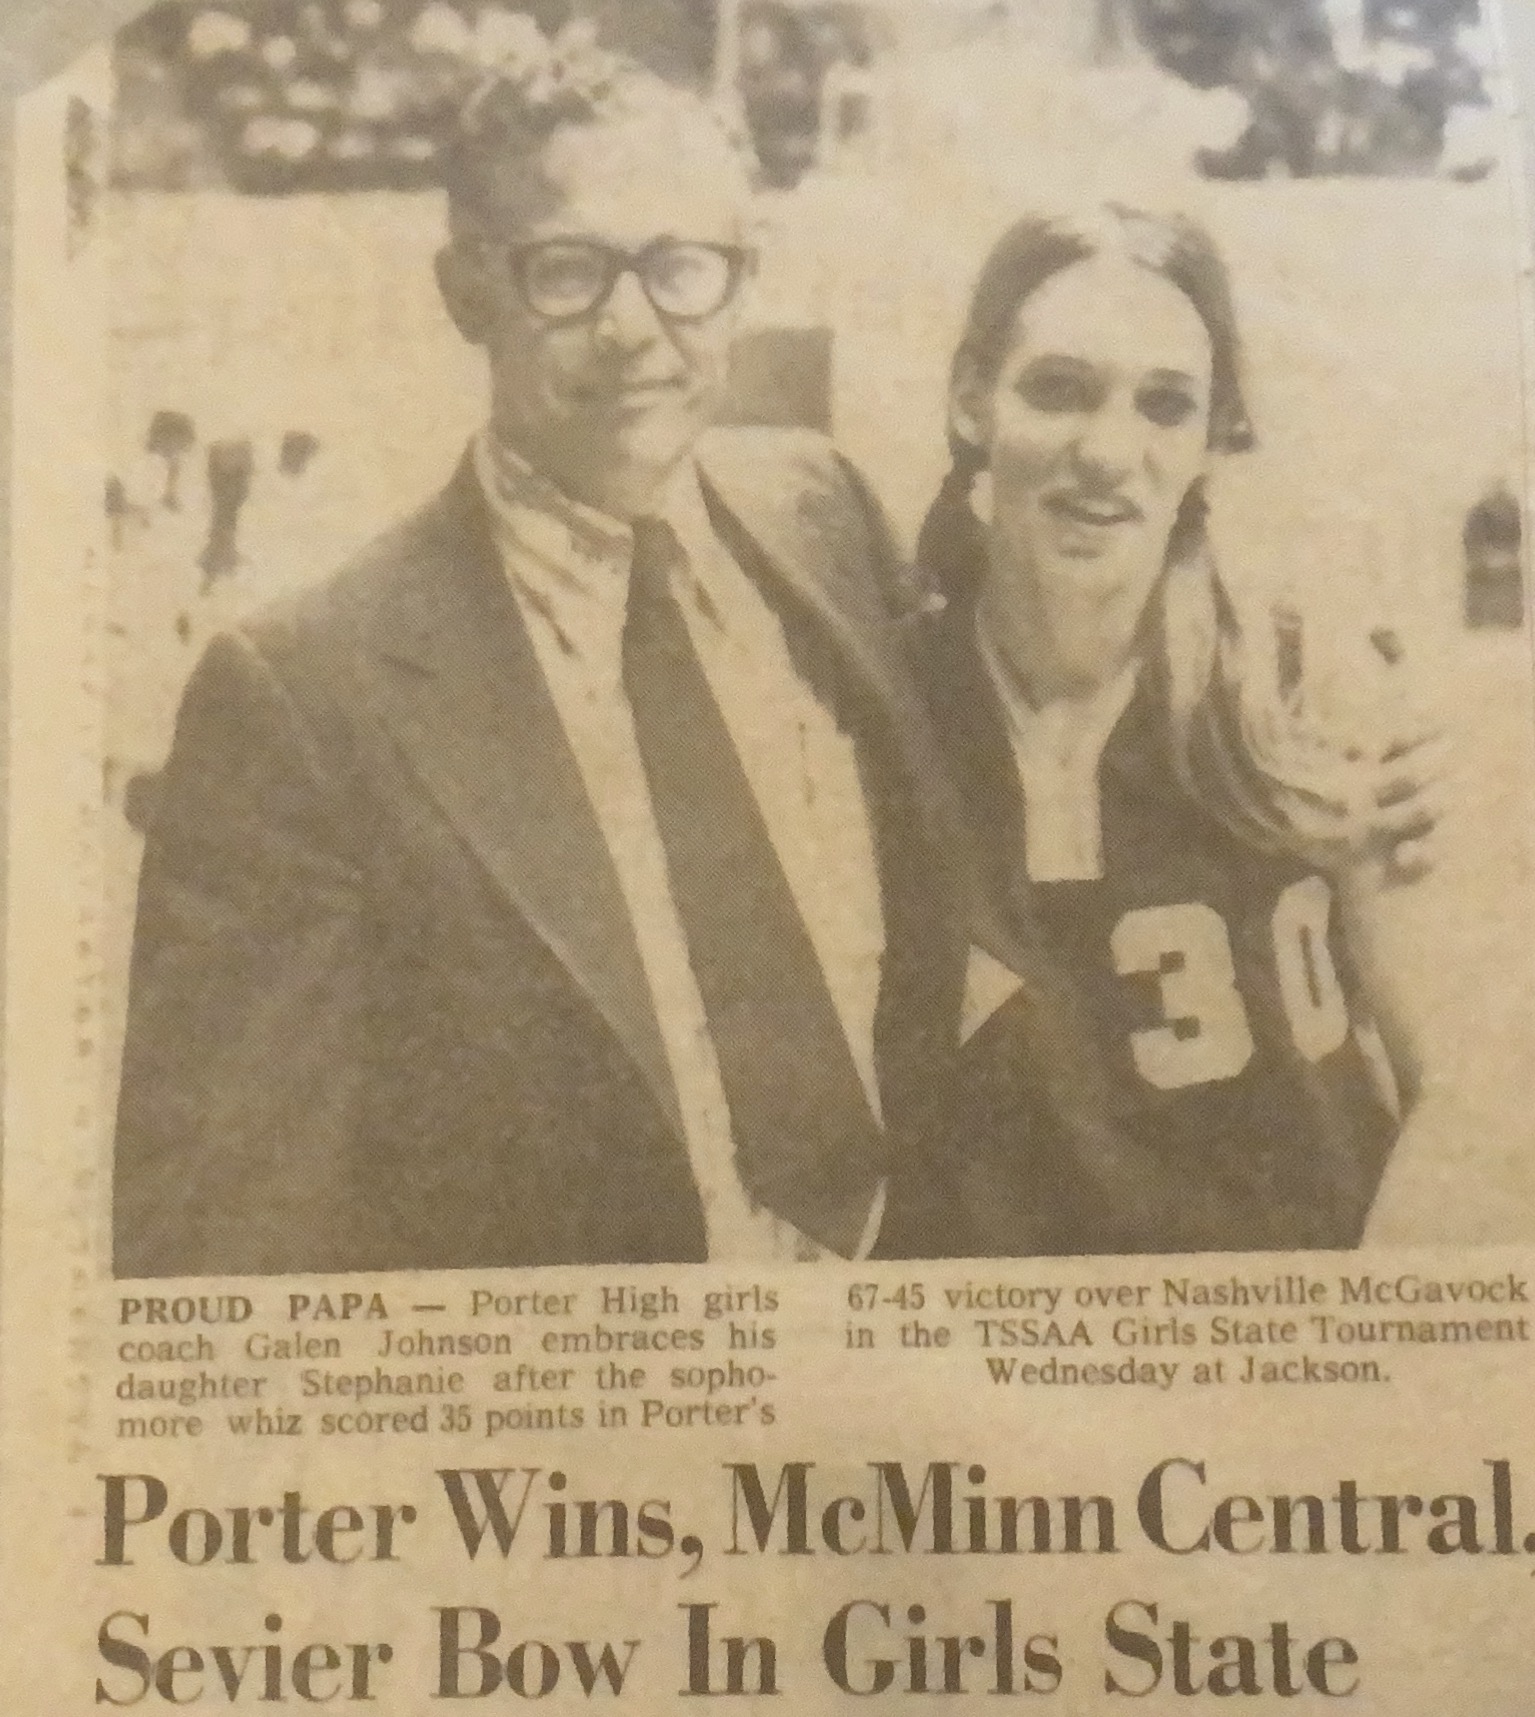 30
PROUD PAPA — Porter High girls
coach Galen Johnson embraces his
daughter Stephanie after the sopho-
more whiz scored 35 points in Porter's
67-45 victory over Nashville McGavock
in the TSSAA Girls State Tournament
Wednesday at Jackson.
Porter Wins, McMinn Central,
Sevier Bow In Girls State